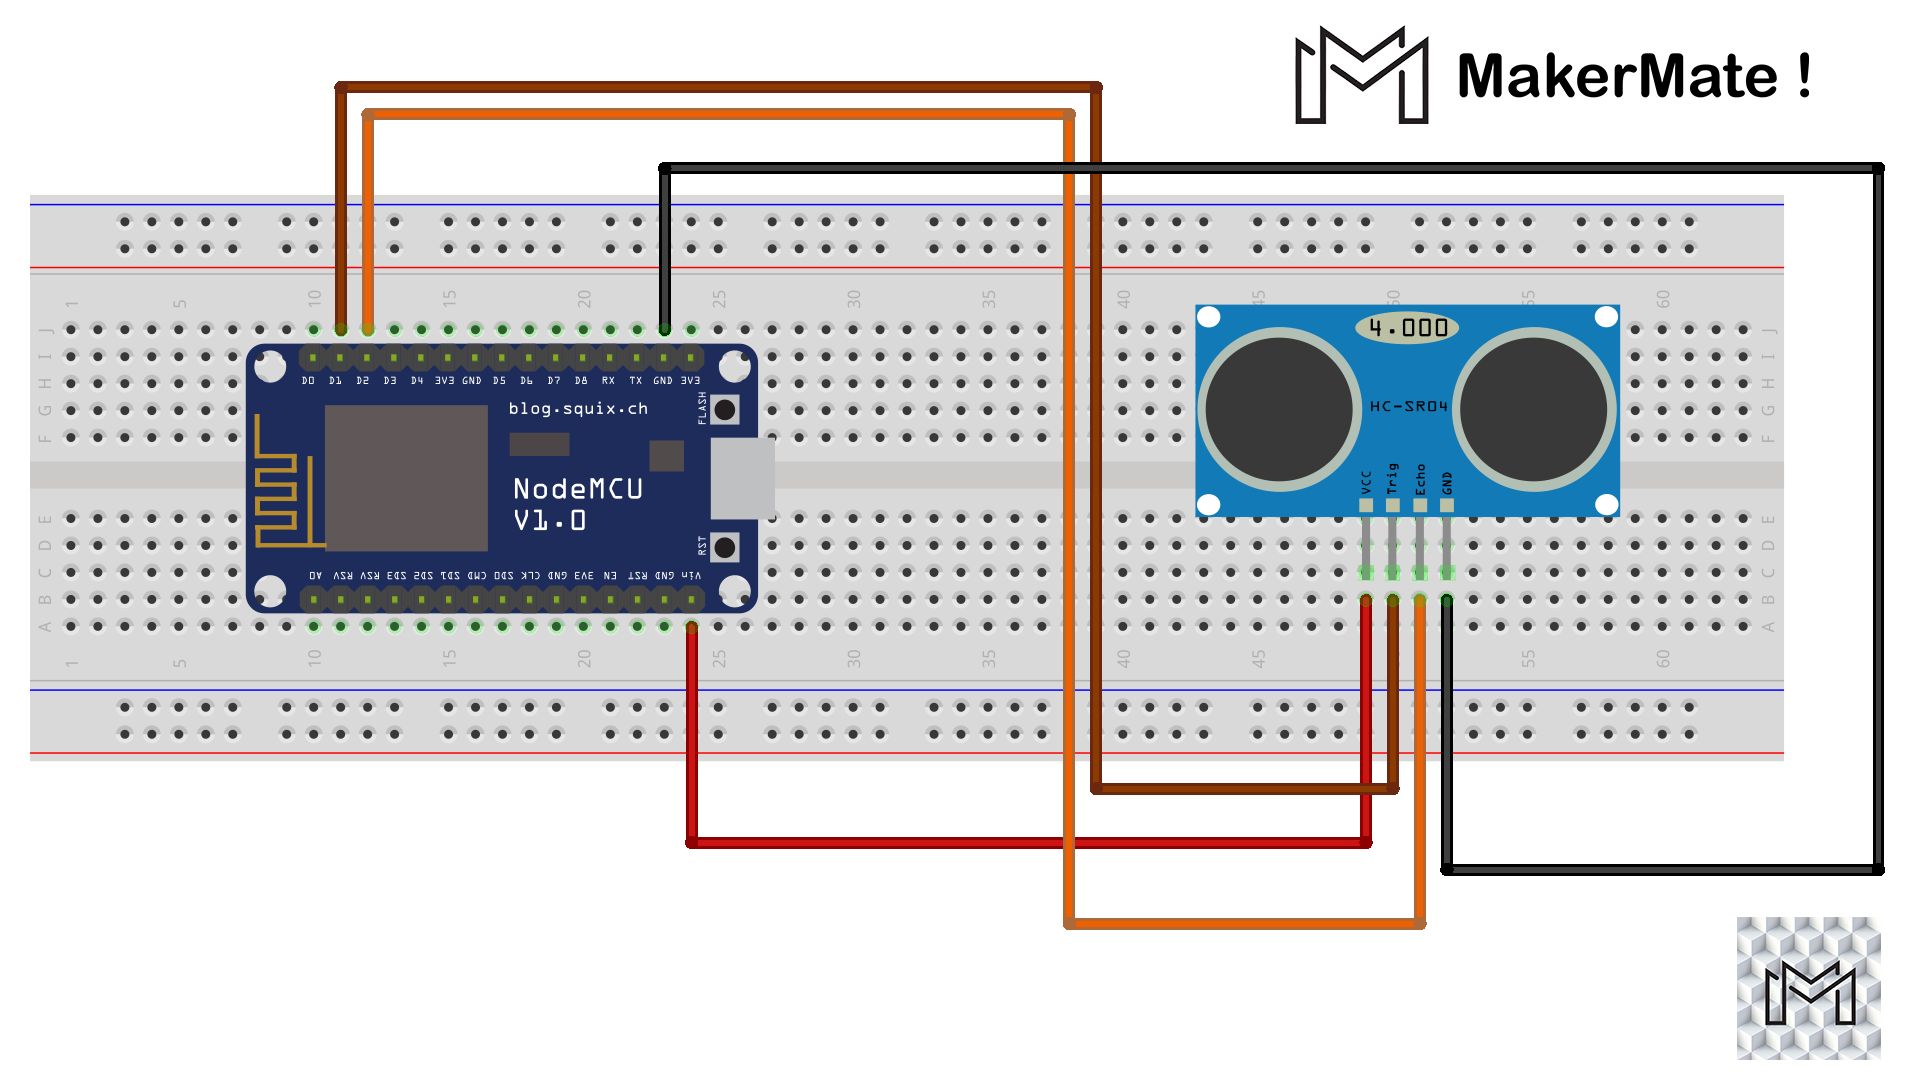 MakerMate !
1 5 10 15 20 25 30 35 40 45 50 55 60
J J
I I
H H
G G
F F
4.000
D0 D1 D2 D3 D4 3V3 GND D5 D6 D7 D8 RX TX GND 3V3
FLASH
blog.squix.ch
HC-SR04
NodeMCU
V1.0
VCC Trig Echo GND
RST
A0 RSV RSV SD3 SD2 SD1 CMD SD0 CLK GND 3V3 EN RST GND Vin
E E
D D
C C
B B
A A
1 5 10 15 20 25 30 35 40 45 55 60